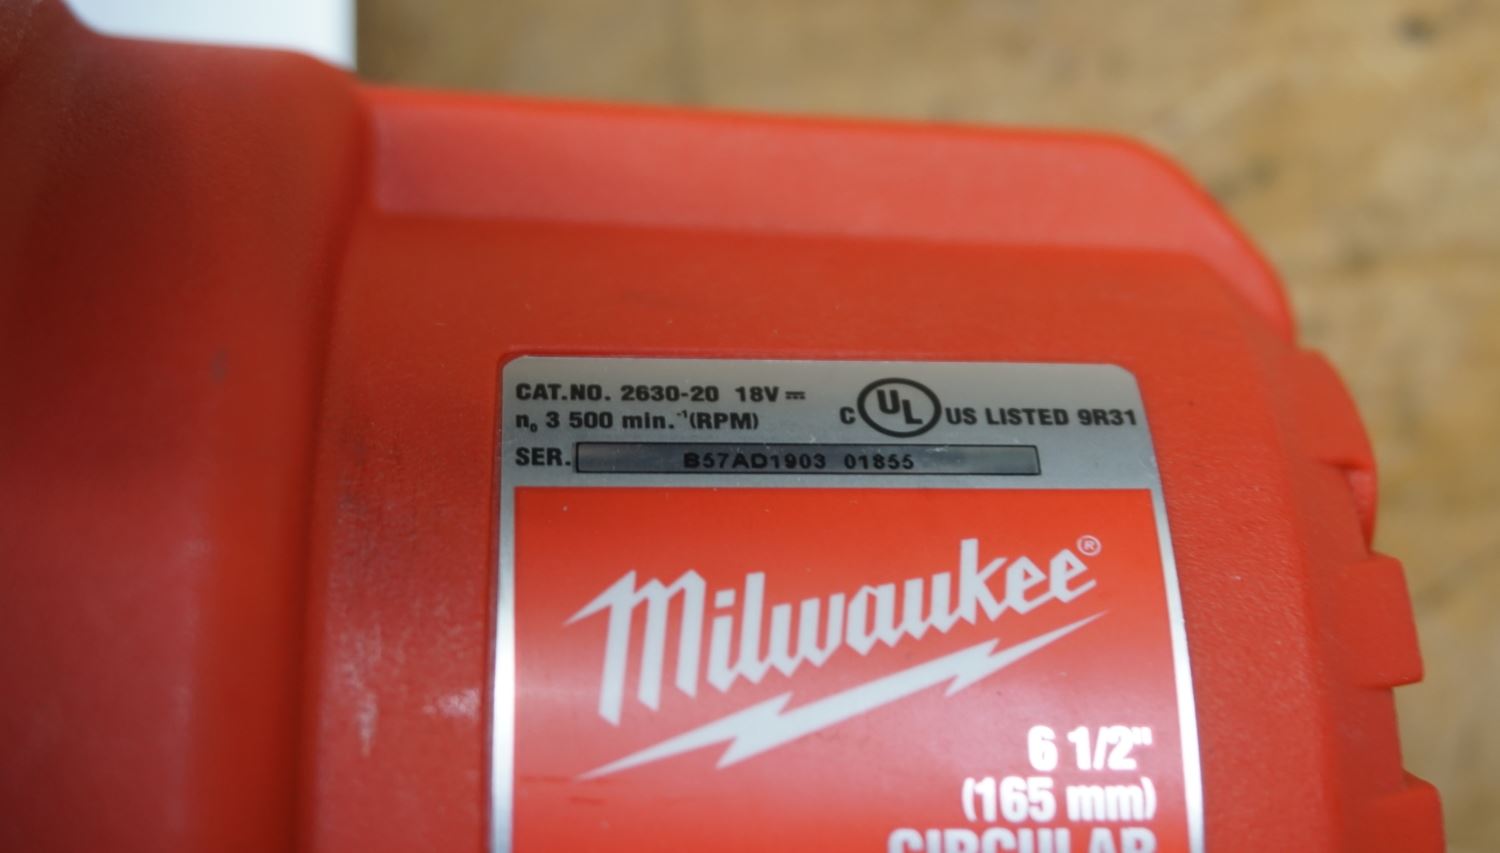 CAT.NO. 2630-20 18V ⎓
n₀ 3 500 min.⁻¹(RPM)
C UL US LISTED 9R31
SER. B57AD1903 01855
Milwaukee®
6 1/2"
(165 mm)
CIRCULAR